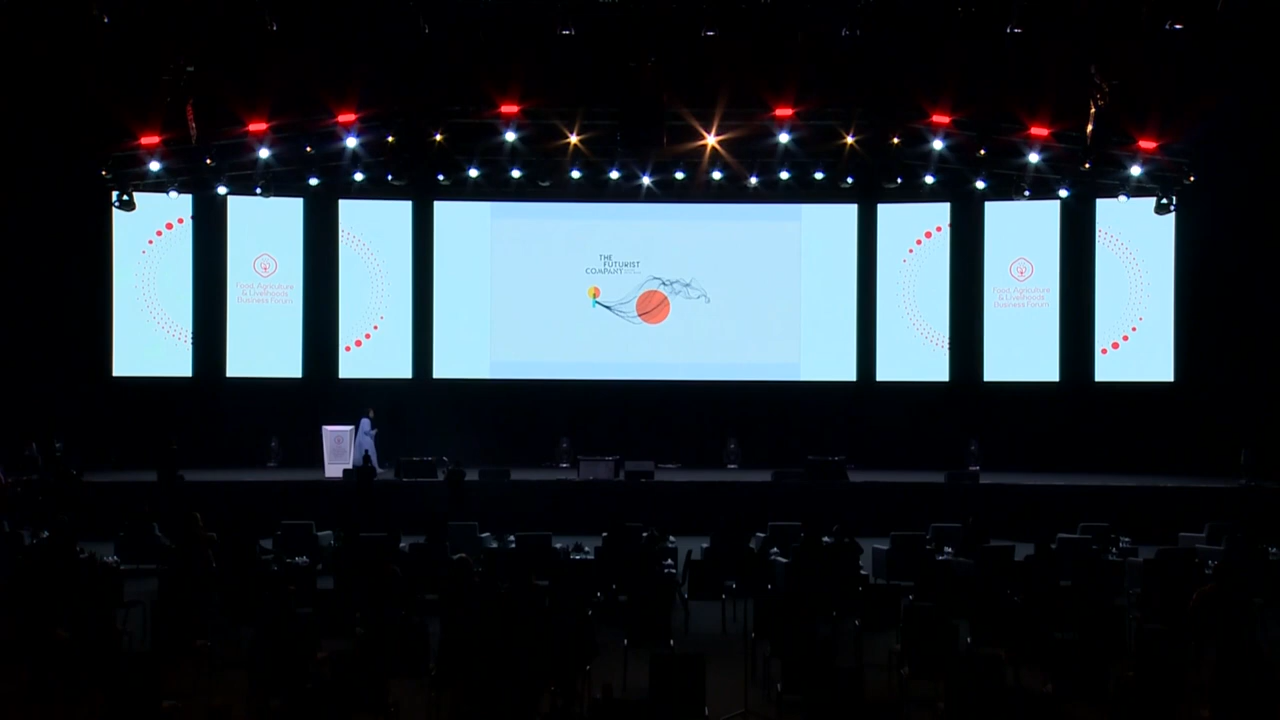 Food, Agriculture
& Livelihoods
Business Forum
THE
FUTURIST
COMPANY
Food, Agriculture
& Livelihoods
Business Forum